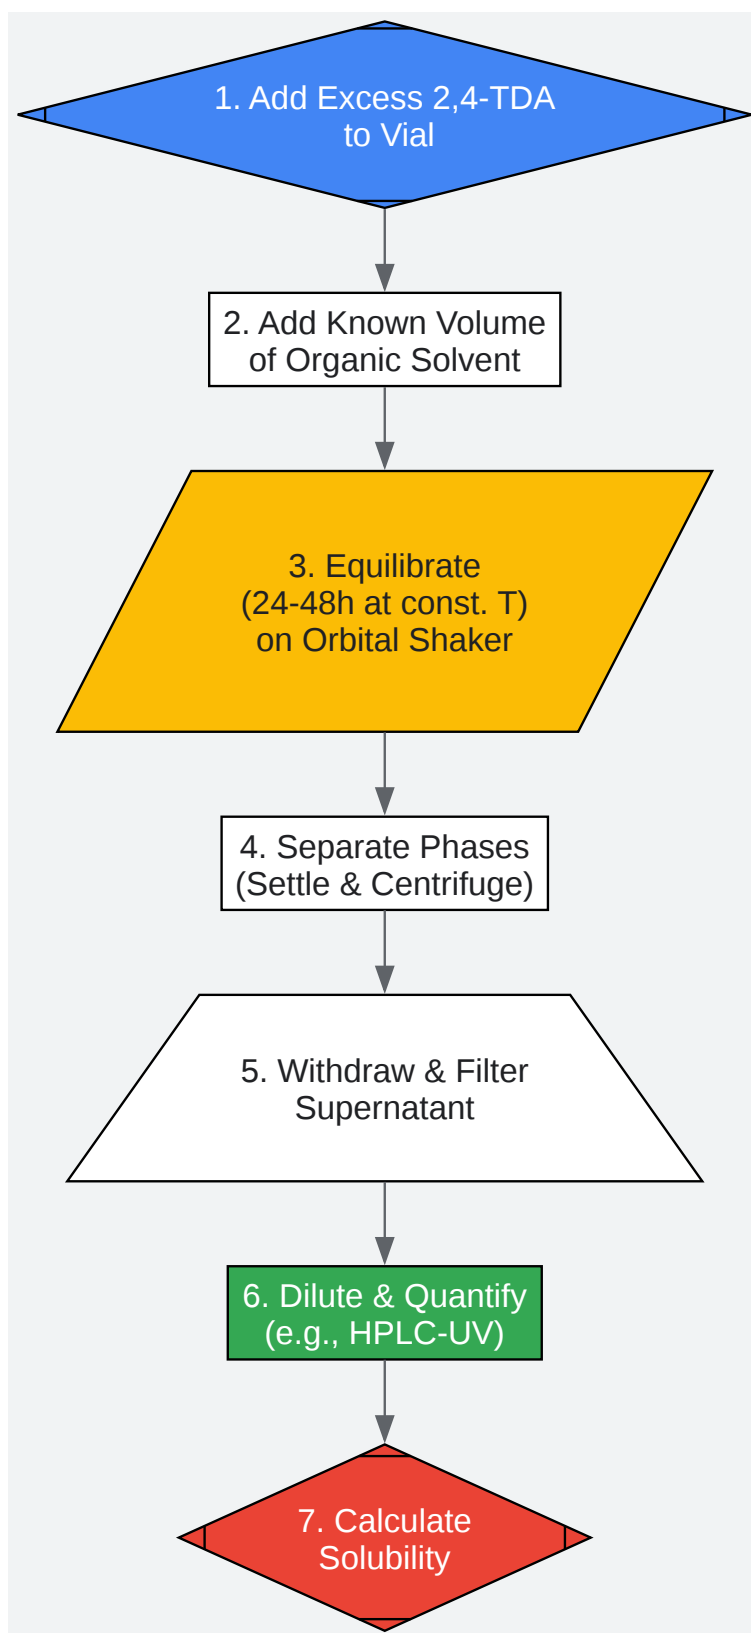 1. Add Excess 2,4-TDA
to Vial
2. Add Known Volume
of Organic Solvent
3. Equilibrate
(24-48h at const. T)
on Orbital Shaker
4. Separate Phases
(Settle & Centrifuge)
5. Withdraw & Filter
Supernatant
6. Dilute & Quantify
(e.g., HPLC-UV)
7. Calculate
Solubility